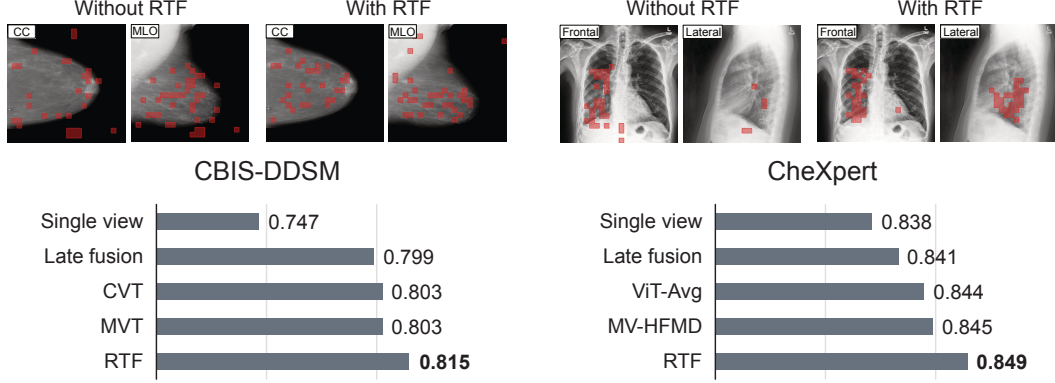 Without RTF
With RTF
Without RTF
With RTF
CC
MLO
CC
MLO
Frontal
Lateral
Frontal
Lateral
L
L
CBIS-DDSM
Single view 0.747
Late fusion 0.799
CVT 0.803
MVT 0.803
RTF 0.815
CheXpert
Single view 0.838
Late fusion 0.841
ViT-Avg 0.844
MV-HFMD 0.845
RTF 0.849